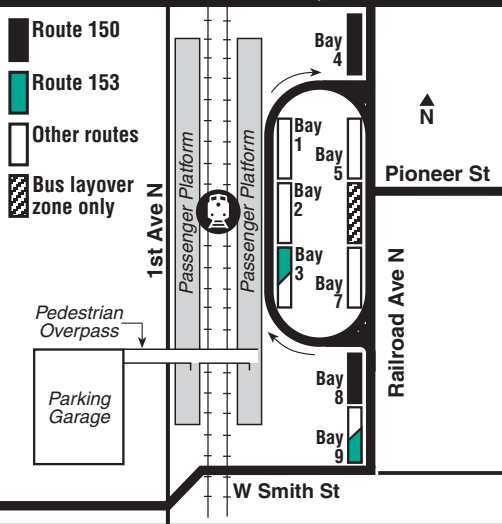 Route 150
Route 153
Other routes
Bus layover
zone only
1st Ave N
Passenger Platform
Passenger Platform
Bay
4
Bay
1
Bay
5
Bay
2
Bay
3
Bay
7
Bay
8
Bay
9
N
Pioneer St
Railroad Ave N
Pedestrian
Overpass
Parking
Garage
W Smith St